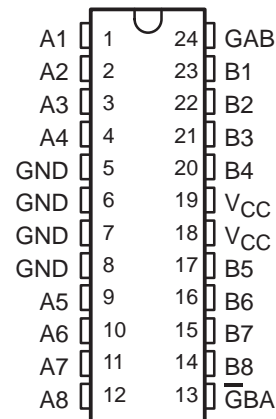 A1 1 24 GAB
A2 2 23 B1
A3 3 22 B2
A4 4 21 B3
GND 5 20 B4
GND 6 19 VCC
GND 7 18 VCC
GND 8 17 B5
A5 9 16 B6
A6 10 15 B7
A7 11 14 B8
A8 12 13 G̅BA